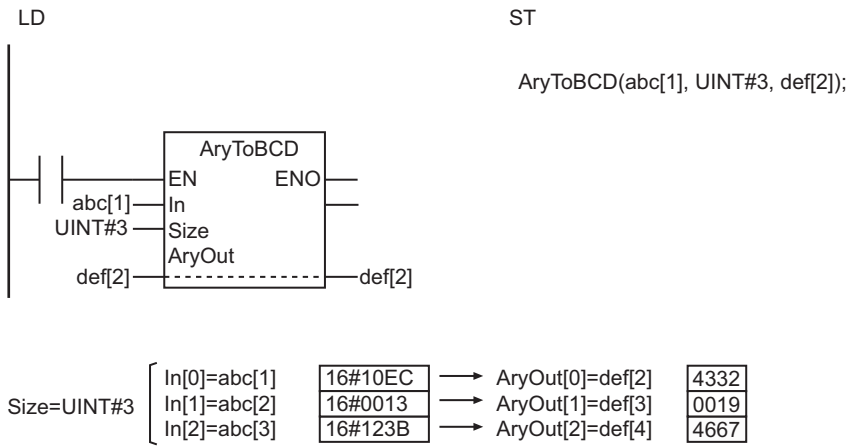 LD
ST
AryToBCD(abc[1], UINT#3, def[2]);
AryToBCD
EN ENO
abc[1] In
UINT#3 Size
AryOut
def[2] def[2]
In[0]=abc[1] 16#10EC AryOut[0]=def[2] 4332
Size=UINT#3 In[1]=abc[2] 16#0013 AryOut[1]=def[3] 0019
In[2]=abc[3] 16#123B AryOut[2]=def[4] 4667